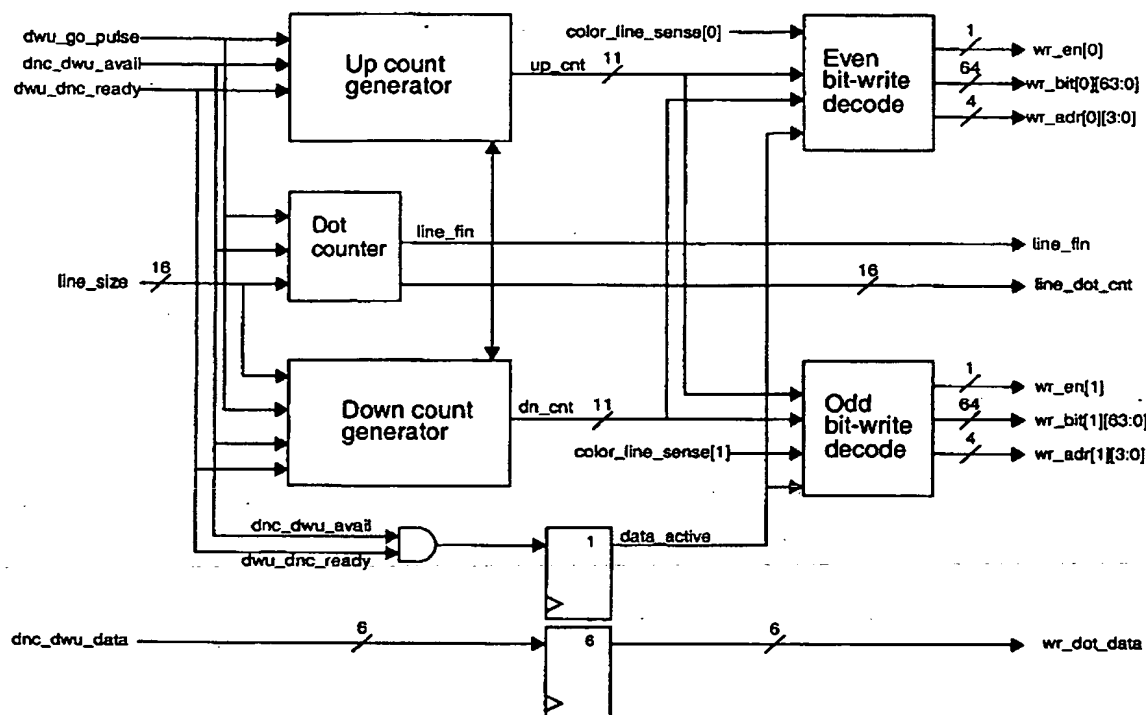 dwu_go_pulse
dnc_dwu_avail
dwu_dnc_ready
Up count
generator
up_cnt
11
color_line_sense[0]
Even
bit-write
decode
1
wr_en[0]
64
wr_bit[0][63:0]
4
wr_adr[0][3:0]
Dot
counter
line_fin
line_fin
line_size
16
16
line_dot_cnt
Down count
generator
dn_cnt
11
color_line_sense[1]
Odd
bit-write
decode
1
wr_en[1]
64
wr_bit[1][63:0]
4
wr_adr[1][3:0]
dnc_dwu_avail
dwu_dnc_ready
1
data_active
dnc_dwu_data
6
6
6
wr_dot_data